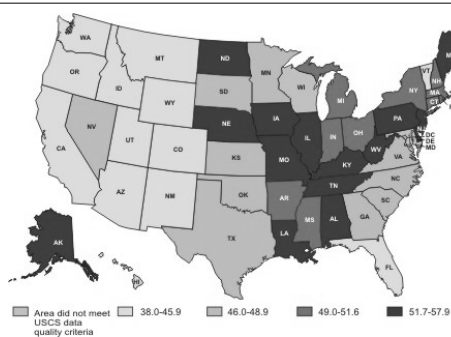 WA
ND
ME
MT
MN
VT
OR
NH
ID
SD
WI
NY
MA
WY
MI
CT
IA
PA
NE
NV
IL
IN
OH
DC
UT
DE
CA
CO
WV
MD
KS
MO
VA
KY
NC
TN
AZ
OK
NM
AR
SC
MS
AL
GA
TX
LA
AK
FL
HI
Area did not meet 38.0-45.9 46.0-48.9 49.0-51.6 51.7-57.9
USCS data
quality criteria